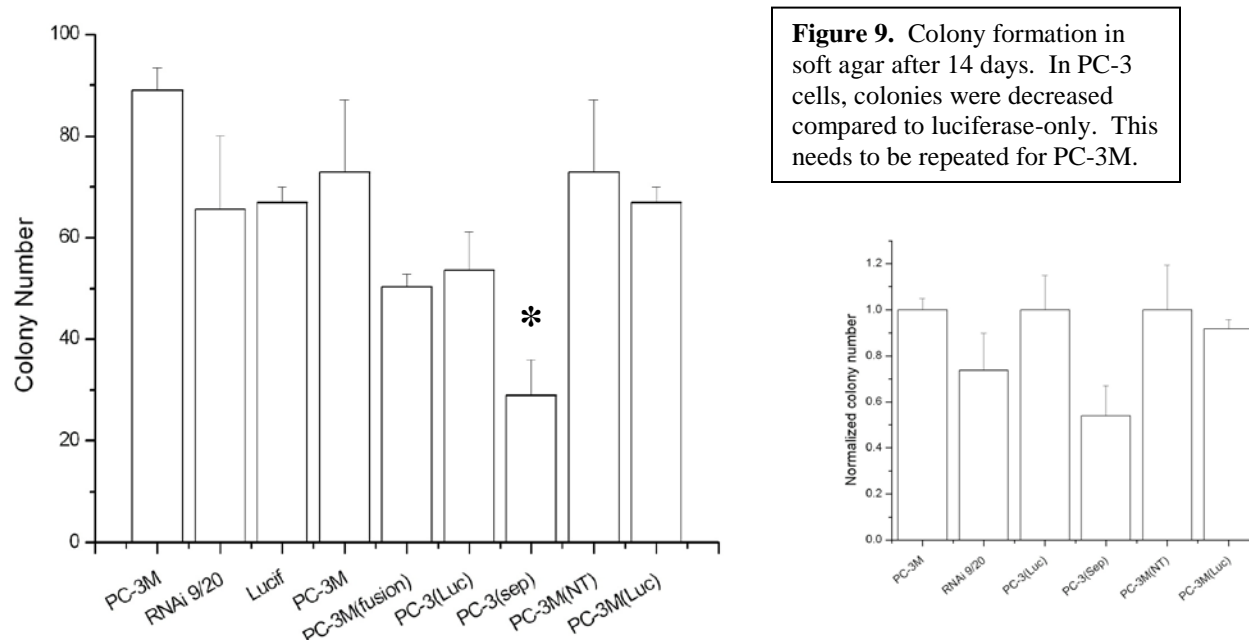 100
80
60
40
20
0
Colony Number
*
PC-3M
RNAi 9/20
Lucif
PC-3M
PC-3M(fusion)
PC-3(Luc)
PC-3(sep)
PC-3M(NT)
PC-3M(Luc)
Figure 9. Colony formation in
soft agar after 14 days. In PC-3
cells, colonies were decreased
compared to luciferase-only. This
needs to be repeated for PC-3M.
1.2
1.0
0.8
0.6
0.4
0.2
0.0
Normalized colony number
PC-3M
RNAi 9/20
PC-3(Luc)
PC-3(Sep)
PC-3M(NT)
PC-3M(Luc)